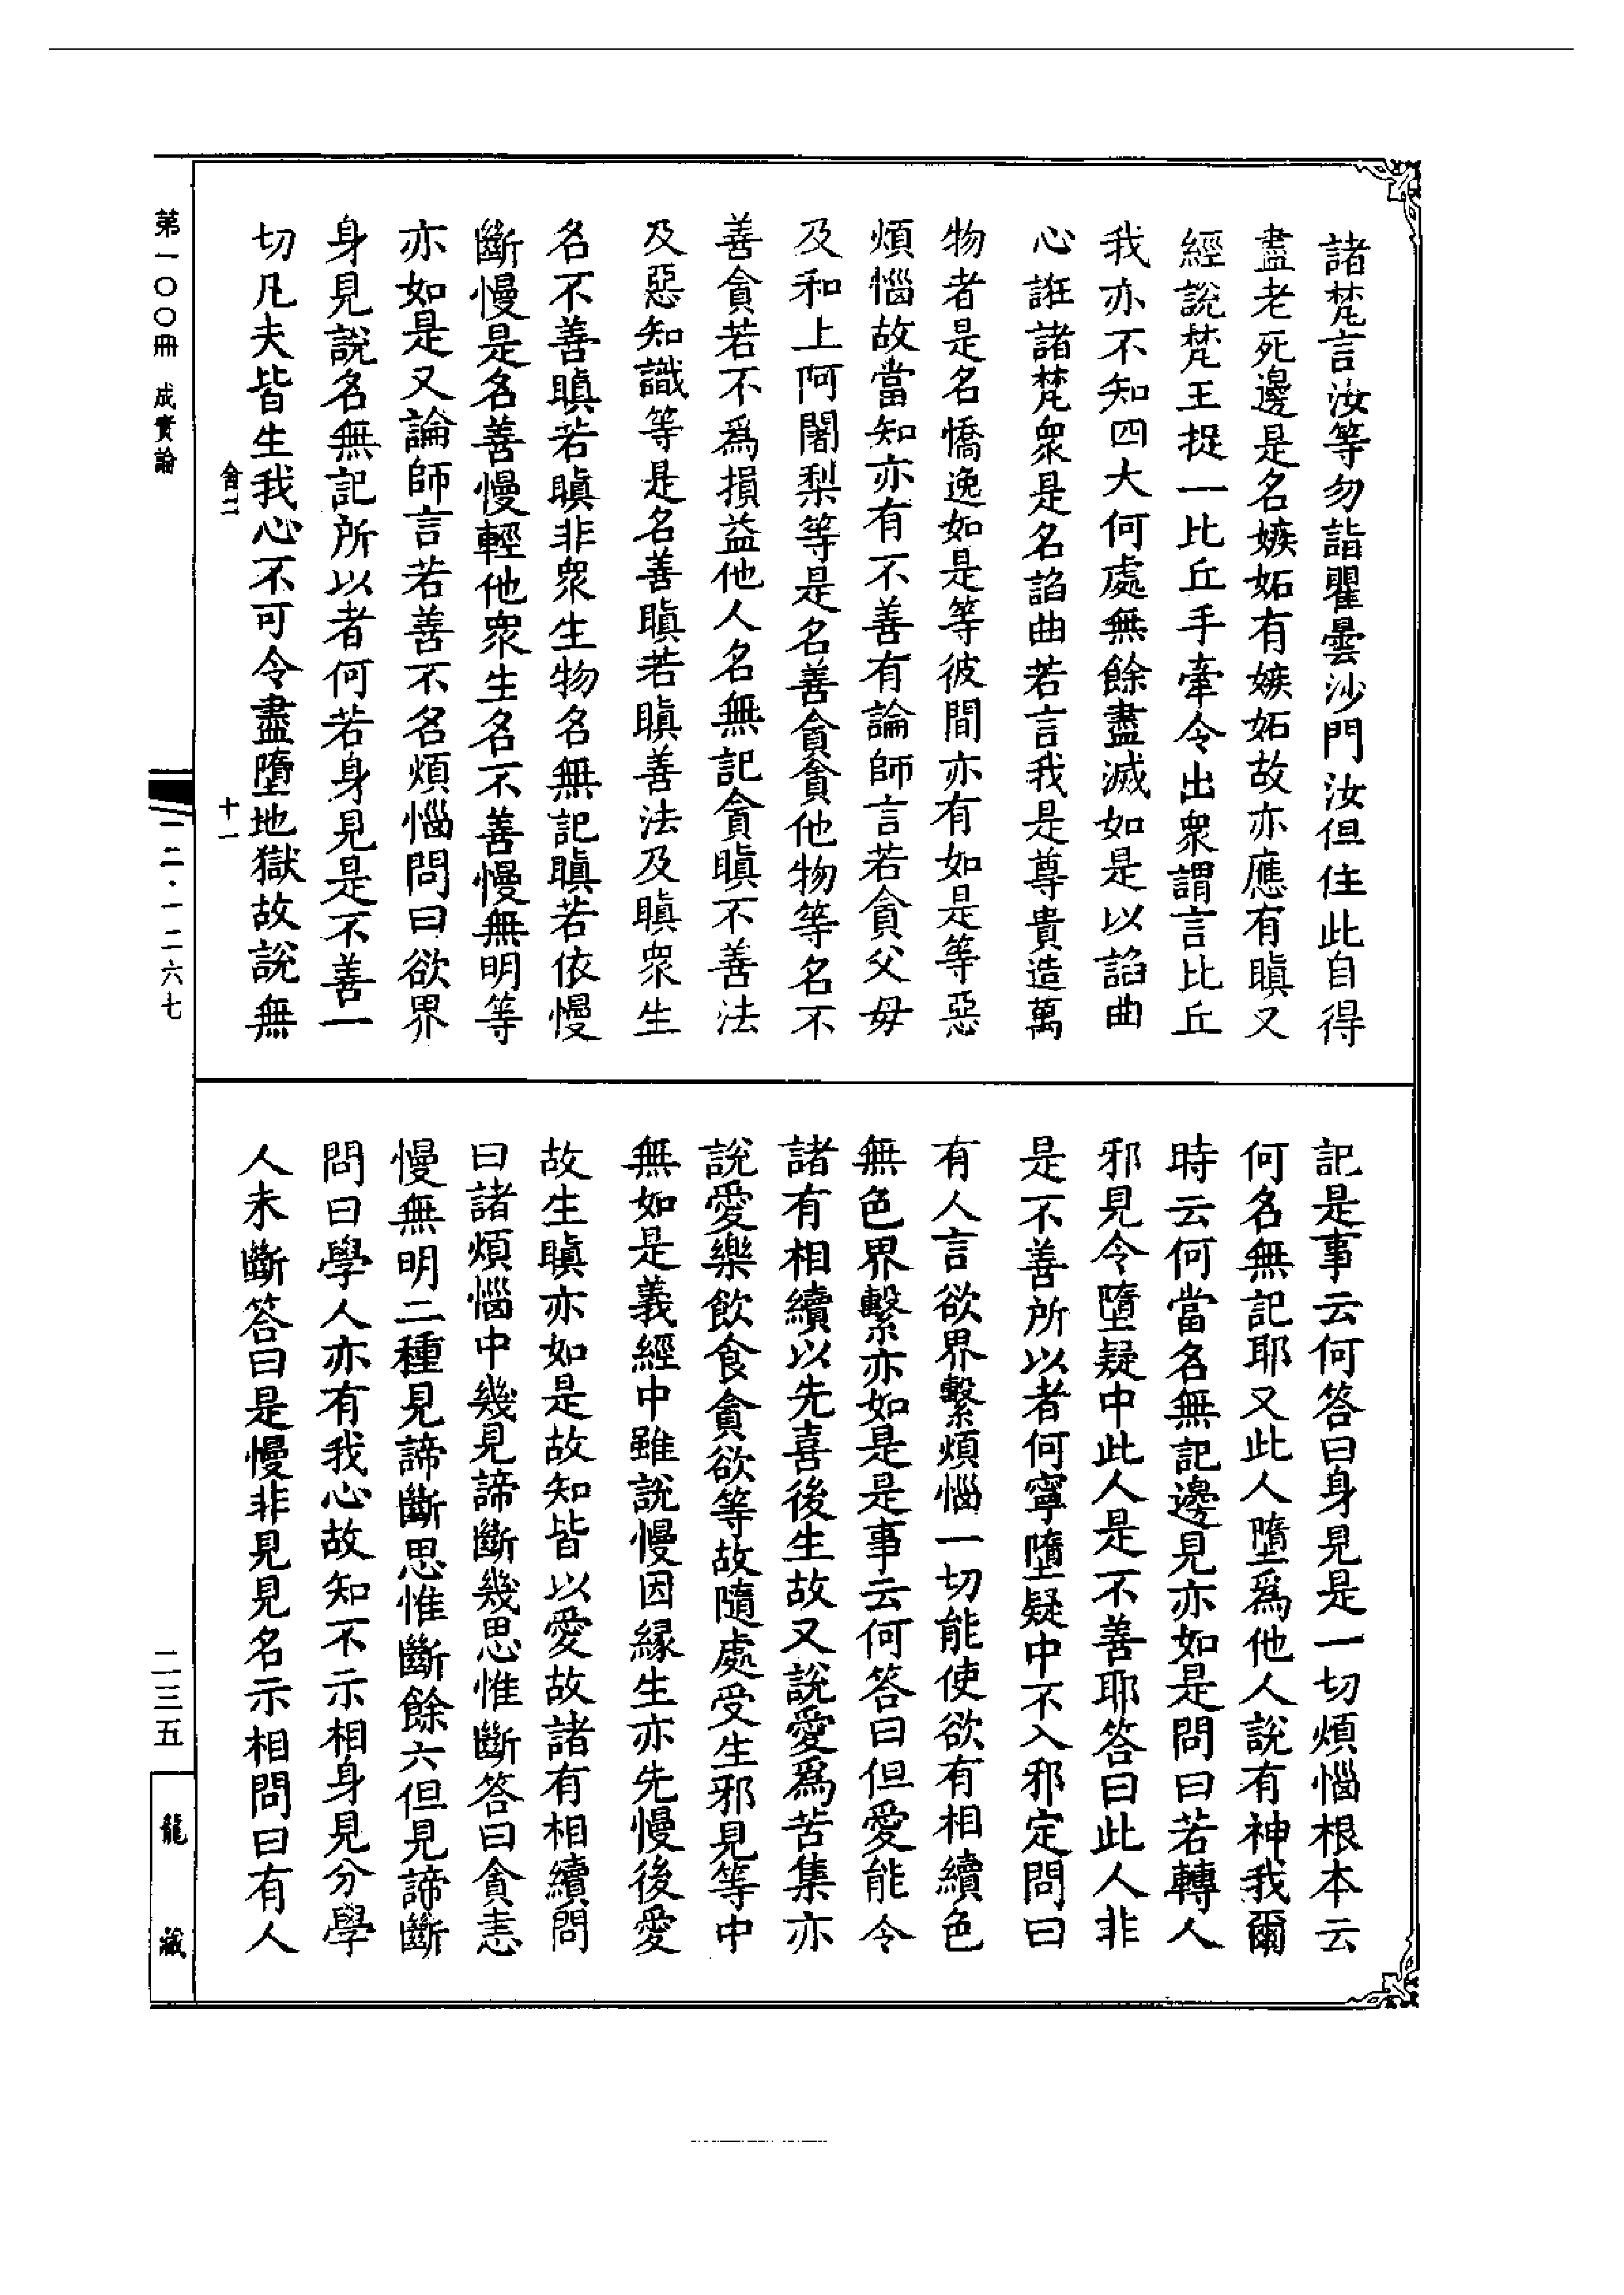 諸梵言汝等勿詣瞿曇沙門汝但住此自得
盡老死邊是名嫉妬有嫉妬故亦應有瞋又
經說梵王捉一比丘手牽令出眾謂言比丘
我亦不知四大何處無餘盡滅如是以諂曲
心誑諸梵眾是名諂曲若言我是尊貴造萬
物者是名憍逸如是等彼間亦有如是等惡
煩惱故當知亦有不善有論師言若貪父母
及和上阿闍梨等是名善貪貪他物等名不
善貪若不為損益他人名無記貪瞋不善法
及惡知識等是名善瞋若瞋善法及瞋眾生
名不善瞋若瞋非眾生物名無記瞋若依慢
斷慢是名善慢輕他眾生名不善慢無明等
亦如是又論師言若善不名煩惱問曰欲界
身見說名無記所以者何若身見是不善一
切凡夫皆生我心不可令盡墮地獄故說無
記是事云何答曰身見是一切煩惱根本云
何名無記耶又此人墮為他人說有神我爾
時云何當名無記邊見亦如是問曰若轉人
邪見令墮疑中此人是不善耶答曰此人非
是不善所以者何寧墮疑中不入邪定問曰
有人言欲界繫煩惱一切能使欲有相續色
無色界繫亦如是是事云何答曰但愛能令
諸有相續以先喜後生故又說愛為苦集亦
說愛樂飲食貪欲等故隨處受生邪見等中
無如是義經中雖說慢因緣生亦先慢後愛
故生瞋亦如是故知皆以愛故諸有相續問
曰諸煩惱中幾見諦斷幾思惟斷答曰貪恚
慢無明二種見諦斷思惟斷餘六但見諦斷
問曰學人亦有我心故知不示相身見分學
人未斷答曰是慢非見見名示相問曰有人
會二
十一
第一〇〇冊 成實論
一二·一二六七
二三五
龍藏